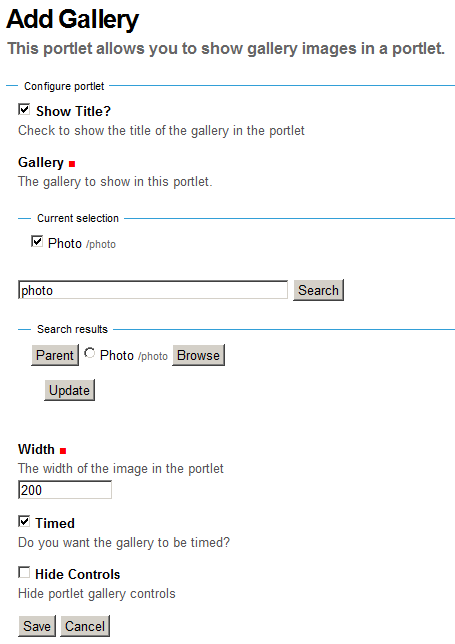 Add Gallery
This portlet allows you to show gallery images in a portlet.
Configure portlet
Show Title?
Check to show the title of the gallery in the portlet
Gallery
The gallery to show in this portlet.
Current selection
Photo /photo
photo Search
Search results
Parent Photo /photo Browse
Update
Width
The width of the image in the portlet
200
Timed
Do you want the gallery to be timed?
Hide Controls
Hide portlet gallery controls
Save Cancel